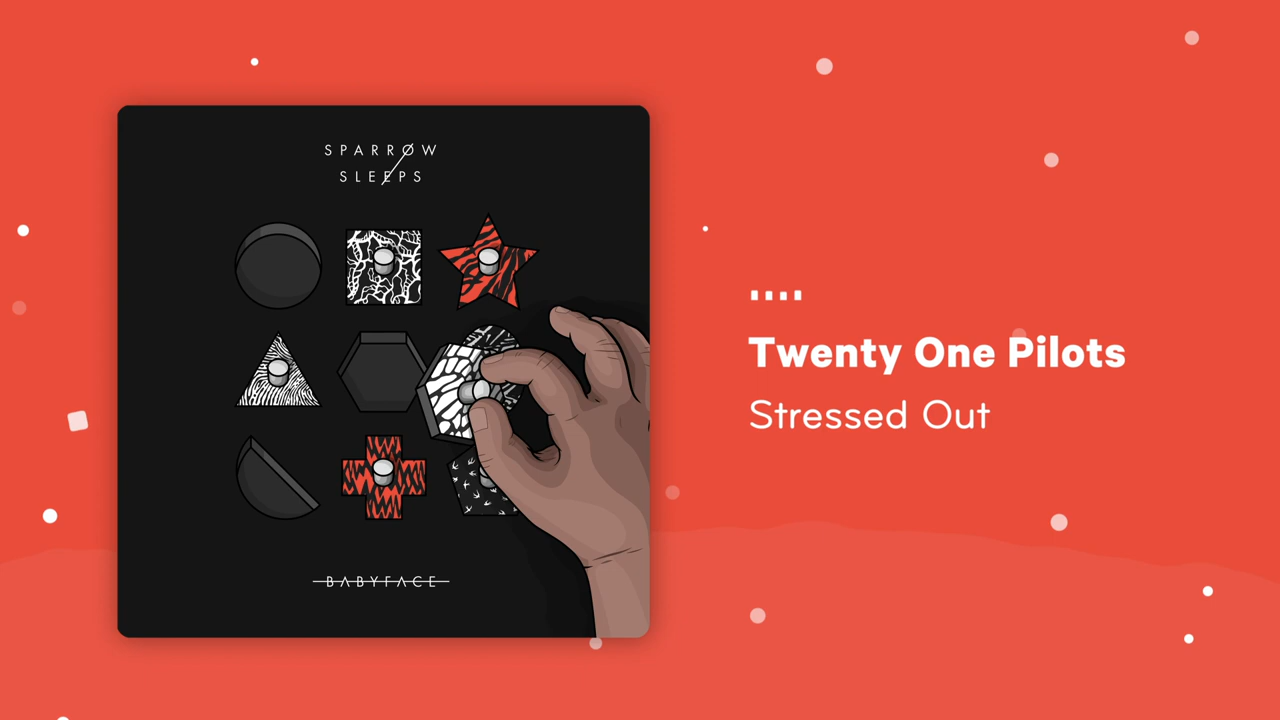 SPARRØW
SLEEPS
BABYFACE
Twenty One Pilots
Stressed Out